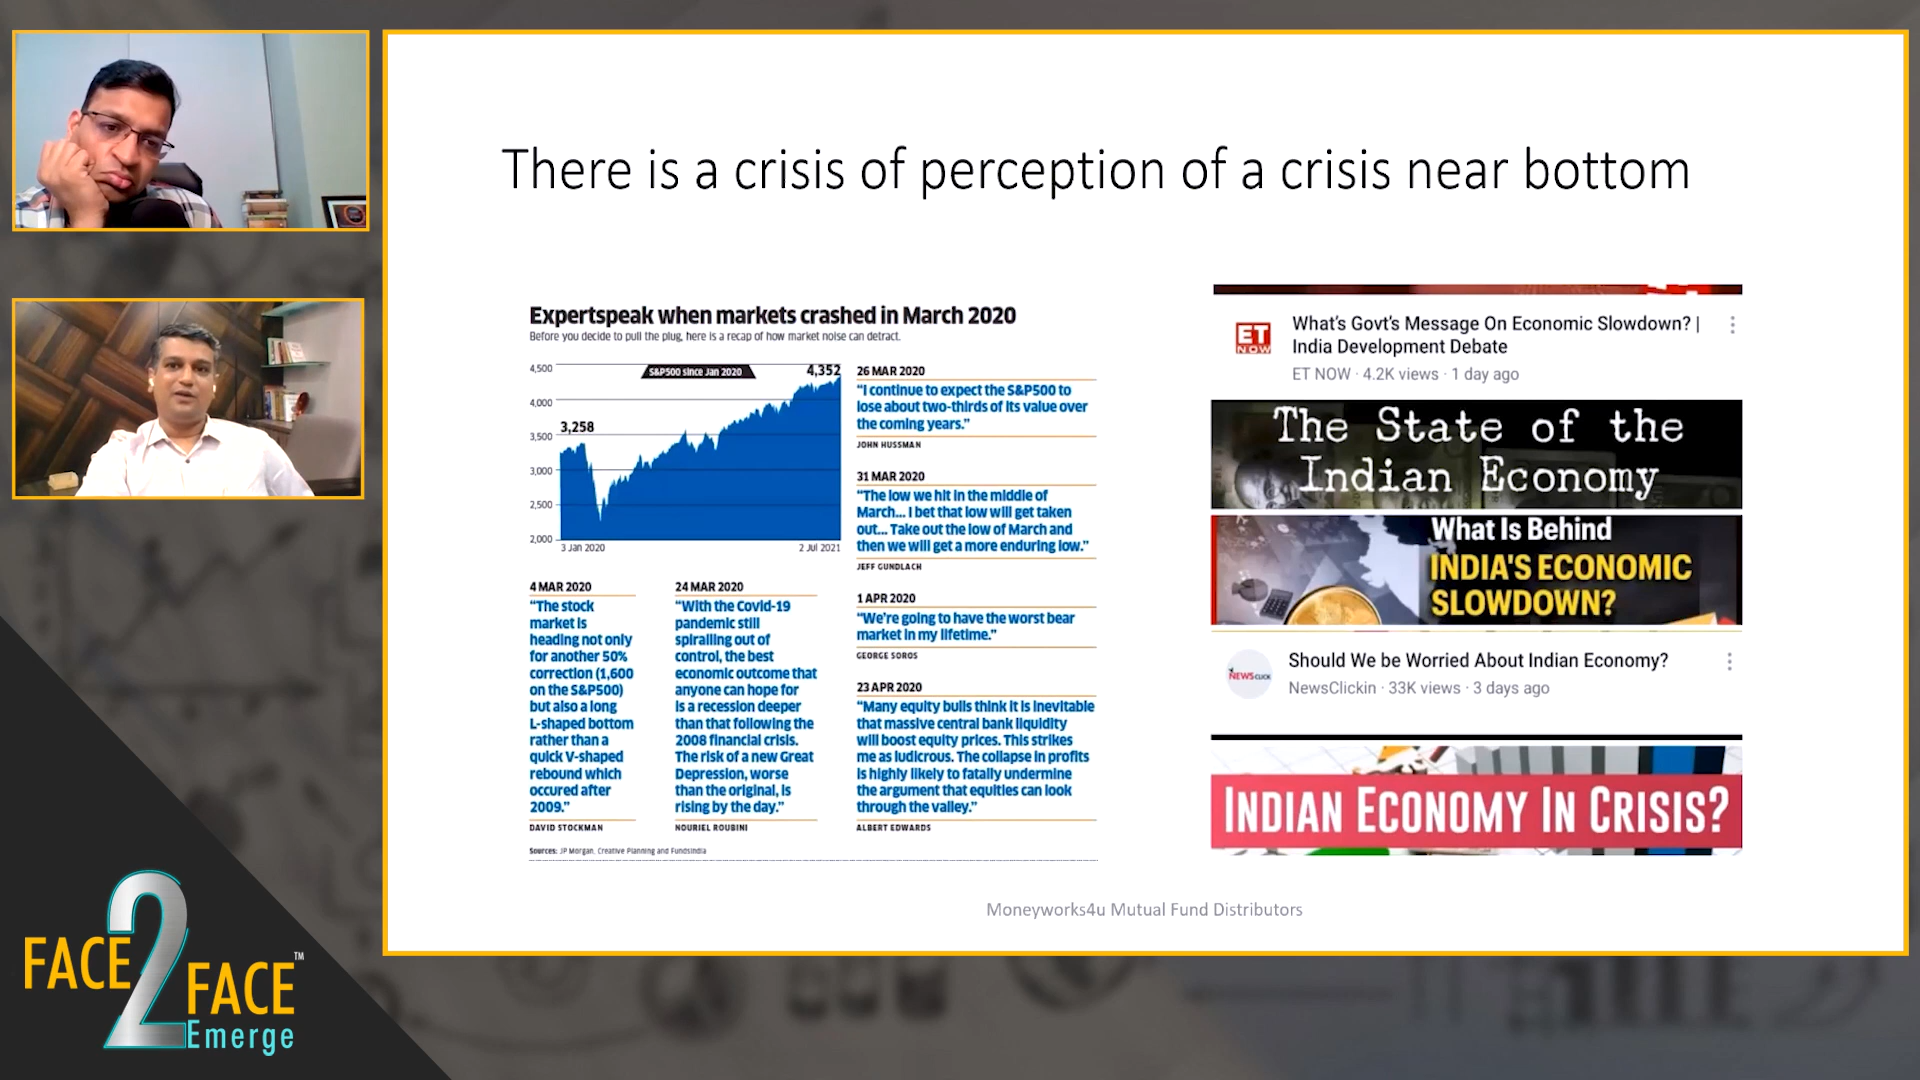 There is a crisis of perception of a crisis near bottom
Expertspeak when markets crashed in March 2020
Before you decide to pull the plug, here is a recap of how market noise can detract.
S&P500 since Jan 2020
4,500
4,000
3,500
3,000
2,500
2,000
3,258
4,352
3 Jan 2020
2 Jul 2021
26 MAR 2020
"I continue to expect the S&P500 to
lose about two-thirds of its value over
the coming years."
JOHN HUSSMAN
31 MAR 2020
"The low we hit in the middle of
March... I bet that low will get taken
out... Take out the low of March and
then we will get a more enduring low."
JEFF GUNDLACH
1 APR 2020
"We're going to have the worst bear
market in my lifetime."
GEORGE SOROS
23 APR 2020
"Many equity bulls think it is inevitable
that massive central bank liquidity
will boost equity prices. This strikes
me as ludicrous. The collapse in profits
is highly likely to fatally undermine
the argument that equities can look
through the valley."
ALBERT EDWARDS
4 MAR 2020
"The stock
market is
heading not only
for another 50%
correction (1,600
on the S&P500)
but also a long
L-shaped bottom
rather than a
quick V-shaped
rebound which
occured after
2009."
DAVID STOCKMAN
24 MAR 2020
"With the Covid-19
pandemic still
spiralling out of
control, the best
economic outcome that
anyone can hope for
is a recession deeper
than that following the
2008 financial crisis.
The risk of a new Great
Depression, worse
than the original, is
rising by the day."
NOURIEL ROUBINI
Sources: JP Morgan, Creative Planning and FundsIndia
ET
NOW
What's Govt's Message On Economic Slowdown? |
India Development Debate
ET NOW · 4.2K views · 1 day ago
The State of the
Indian Economy
What Is Behind
INDIA'S ECONOMIC
SLOWDOWN?
NEWSCLICK
Should We be Worried About Indian Economy?
NewsClickin · 33K views · 3 days ago
INDIAN ECONOMY IN CRISIS?
Moneyworks4u Mutual Fund Distributors
FACE 2 FACE™
Emerge